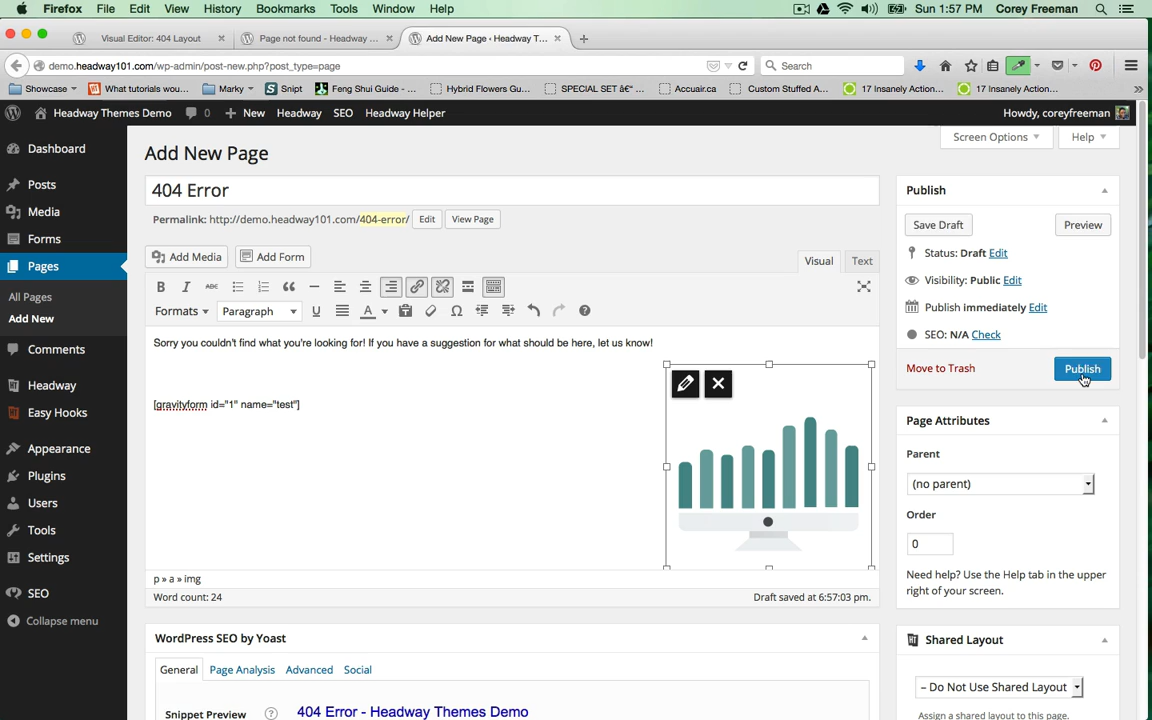 Firefox File Edit View History Bookmarks Tools Window Help Sun 1:57 PM Corey Freeman
Visual Editor: 404 Layout × Page not found - Headway ... × Add New Page ‹ Headway T... × +
demo.headway101.com/wp-admin/post-new.php?post_type=page Search
Showcase What tutorials wou... Marky Snipt Feng Shui Guide - ... Hybrid Flowers Gu... SPECIAL SET â€" ... Accuair.ca Custom Stuffed A... 17 Insanely Action... 17 Insanely Action... »
Headway Themes Demo 0 + New Headway SEO Headway Helper Howdy, coreyfreeman
Screen Options Help
Dashboard
Posts
Media
Forms
Pages
All Pages
Add New
Comments
Headway
Easy Hooks
Appearance
Plugins
Users
Tools
Settings
SEO
Collapse menu
Add New Page
404 Error
Permalink: http://demo.headway101.com/404-error/ Edit View Page
Add Media Add Form Visual Text
B I ABC
Formats Paragraph U A
Sorry you couldn't find what you're looking for! If you have a suggestion for what should be here, let us know!
[gravityform id="1" name="test"]
p » a » img
Word count: 24 Draft saved at 6:57:03 pm.
WordPress SEO by Yoast
General Page Analysis Advanced Social
Snippet Preview ? 404 Error - Headway Themes Demo
Publish
Save Draft Preview
Status: Draft Edit
Visibility: Public Edit
Publish immediately Edit
SEO: N/A Check
Move to Trash Publish
Page Attributes
Parent
(no parent)
Order
0
Need help? Use the Help tab in the upper
right of your screen.
Shared Layout
– Do Not Use Shared Layout
Assign a shared layout to this page.